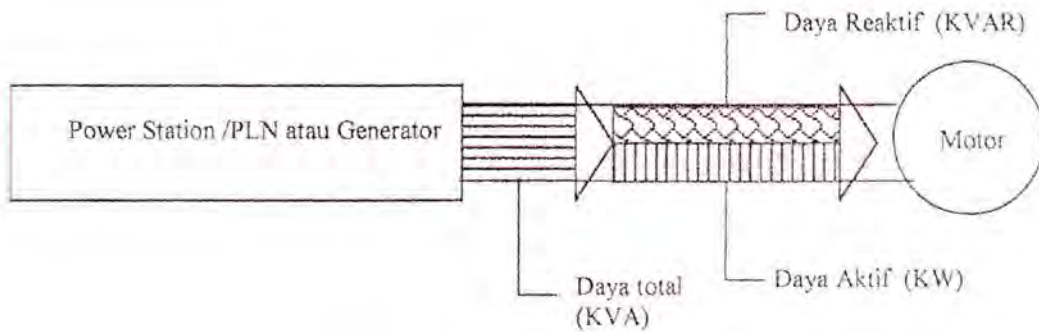 Daya Reaktif (KVAR)
Power Station /PLN atau Generator
Motor
Daya Aktif (KW)
Daya total
(KVA)